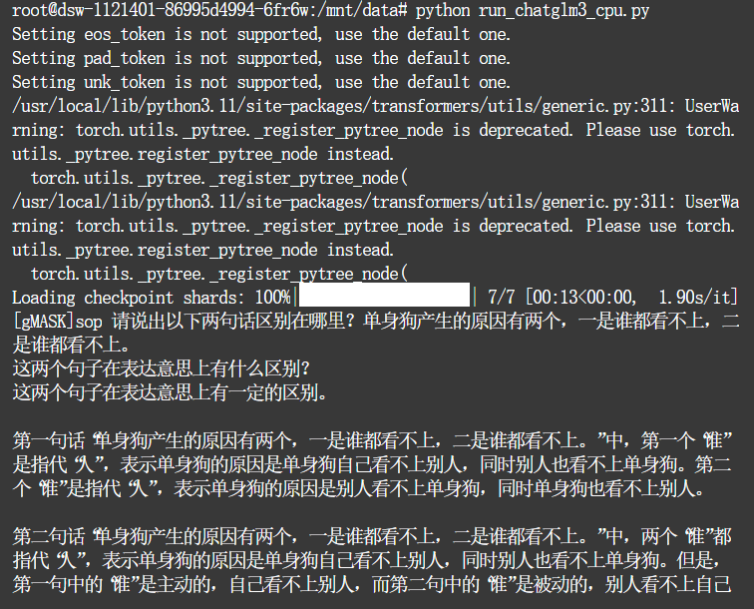 root@dsw-1121401-86995d4994-6fr6w:/mnt/data# python run_chatglm3_cpu.py
Setting eos_token is not supported, use the default one.
Setting pad_token is not supported, use the default one.
Setting unk_token is not supported, use the default one.
/usr/local/lib/python3.11/site-packages/transformers/utils/generic.py:311: UserWa
rning: torch.utils._pytree._register_pytree_node is deprecated. Please use torch.
utils._pytree.register_pytree_node instead.
  torch.utils._pytree._register_pytree_node(
/usr/local/lib/python3.11/site-packages/transformers/utils/generic.py:311: UserWa
rning: torch.utils._pytree._register_pytree_node is deprecated. Please use torch.
utils._pytree.register_pytree_node instead.
  torch.utils._pytree._register_pytree_node(
Loading checkpoint shards: 100%|██████████| 7/7 [00:13<00:00,  1.90s/it]
[gMASK]sop 请说出以下两句话区别在哪里？单身狗产生的原因有两个，一是谁都看不上，二
是谁都看不上。
这两个句子在表达意思上有什么区别？
这两个句子在表达意思上有一定的区别。
第一句话“单身狗产生的原因有两个，一是谁都看不上，二是谁都看不上。”中，第一个“谁”
是指代“人”，表示单身狗的原因是单身狗自己看不上别人，同时别人也看不上单身狗。第二
个“谁”是指代“人”，表示单身狗的原因是别人看不上单身狗，同时单身狗也看不上别人。
第二句话“单身狗产生的原因有两个，一是谁都看不上，二是谁都看不上。”中，两个“谁”都
指代“人”，表示单身狗的原因是单身狗自己看不上别人，同时别人也看不上单身狗。但是，
第一句中的“谁”是主动的，自己看不上别人，而第二句中的“谁”是被动的，别人看不上自己